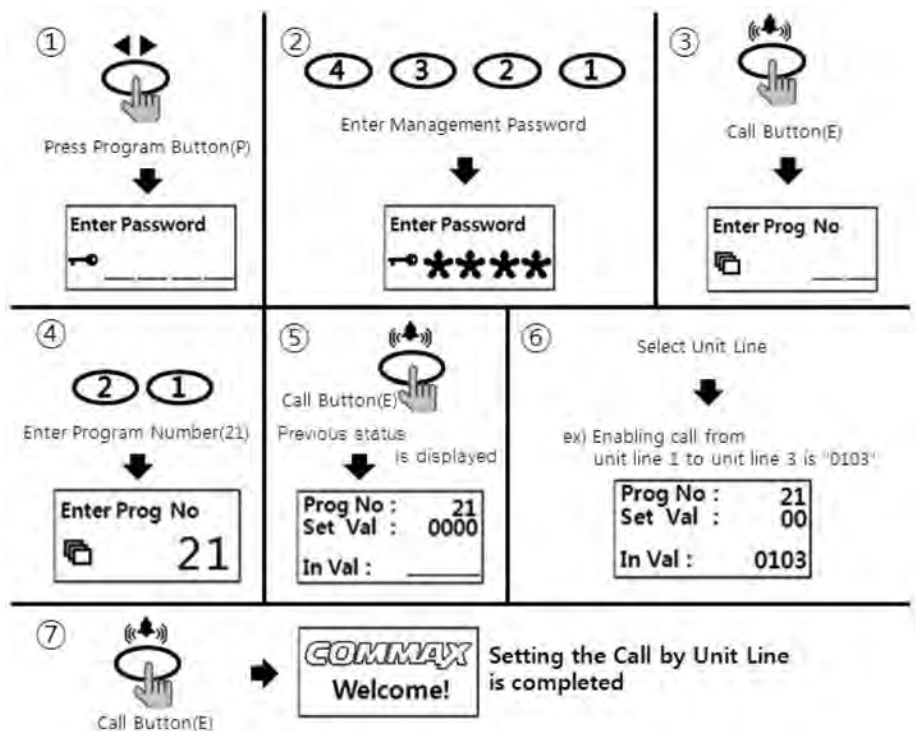 ①
Press Program Button(P)
Enter Password
②
4 3 2 1
Enter Management Password
Enter Password
③
Call Button(E)
Enter Prog No
④
2 1
Enter Program Number(21)
Enter Prog No
21
⑤
Call Button(E)
Previous status
is displayed
Prog No : 21
Set Val : 0000
In Val :
⑥
Select Unit Line
ex) Enabling call from
unit line 1 to unit line 3 is "0103"
Prog No : 21
Set Val : 00
In Val : 0103
⑦
Call Button(E)
COMMAX
Welcome!
Setting the Call by Unit Line
is completed